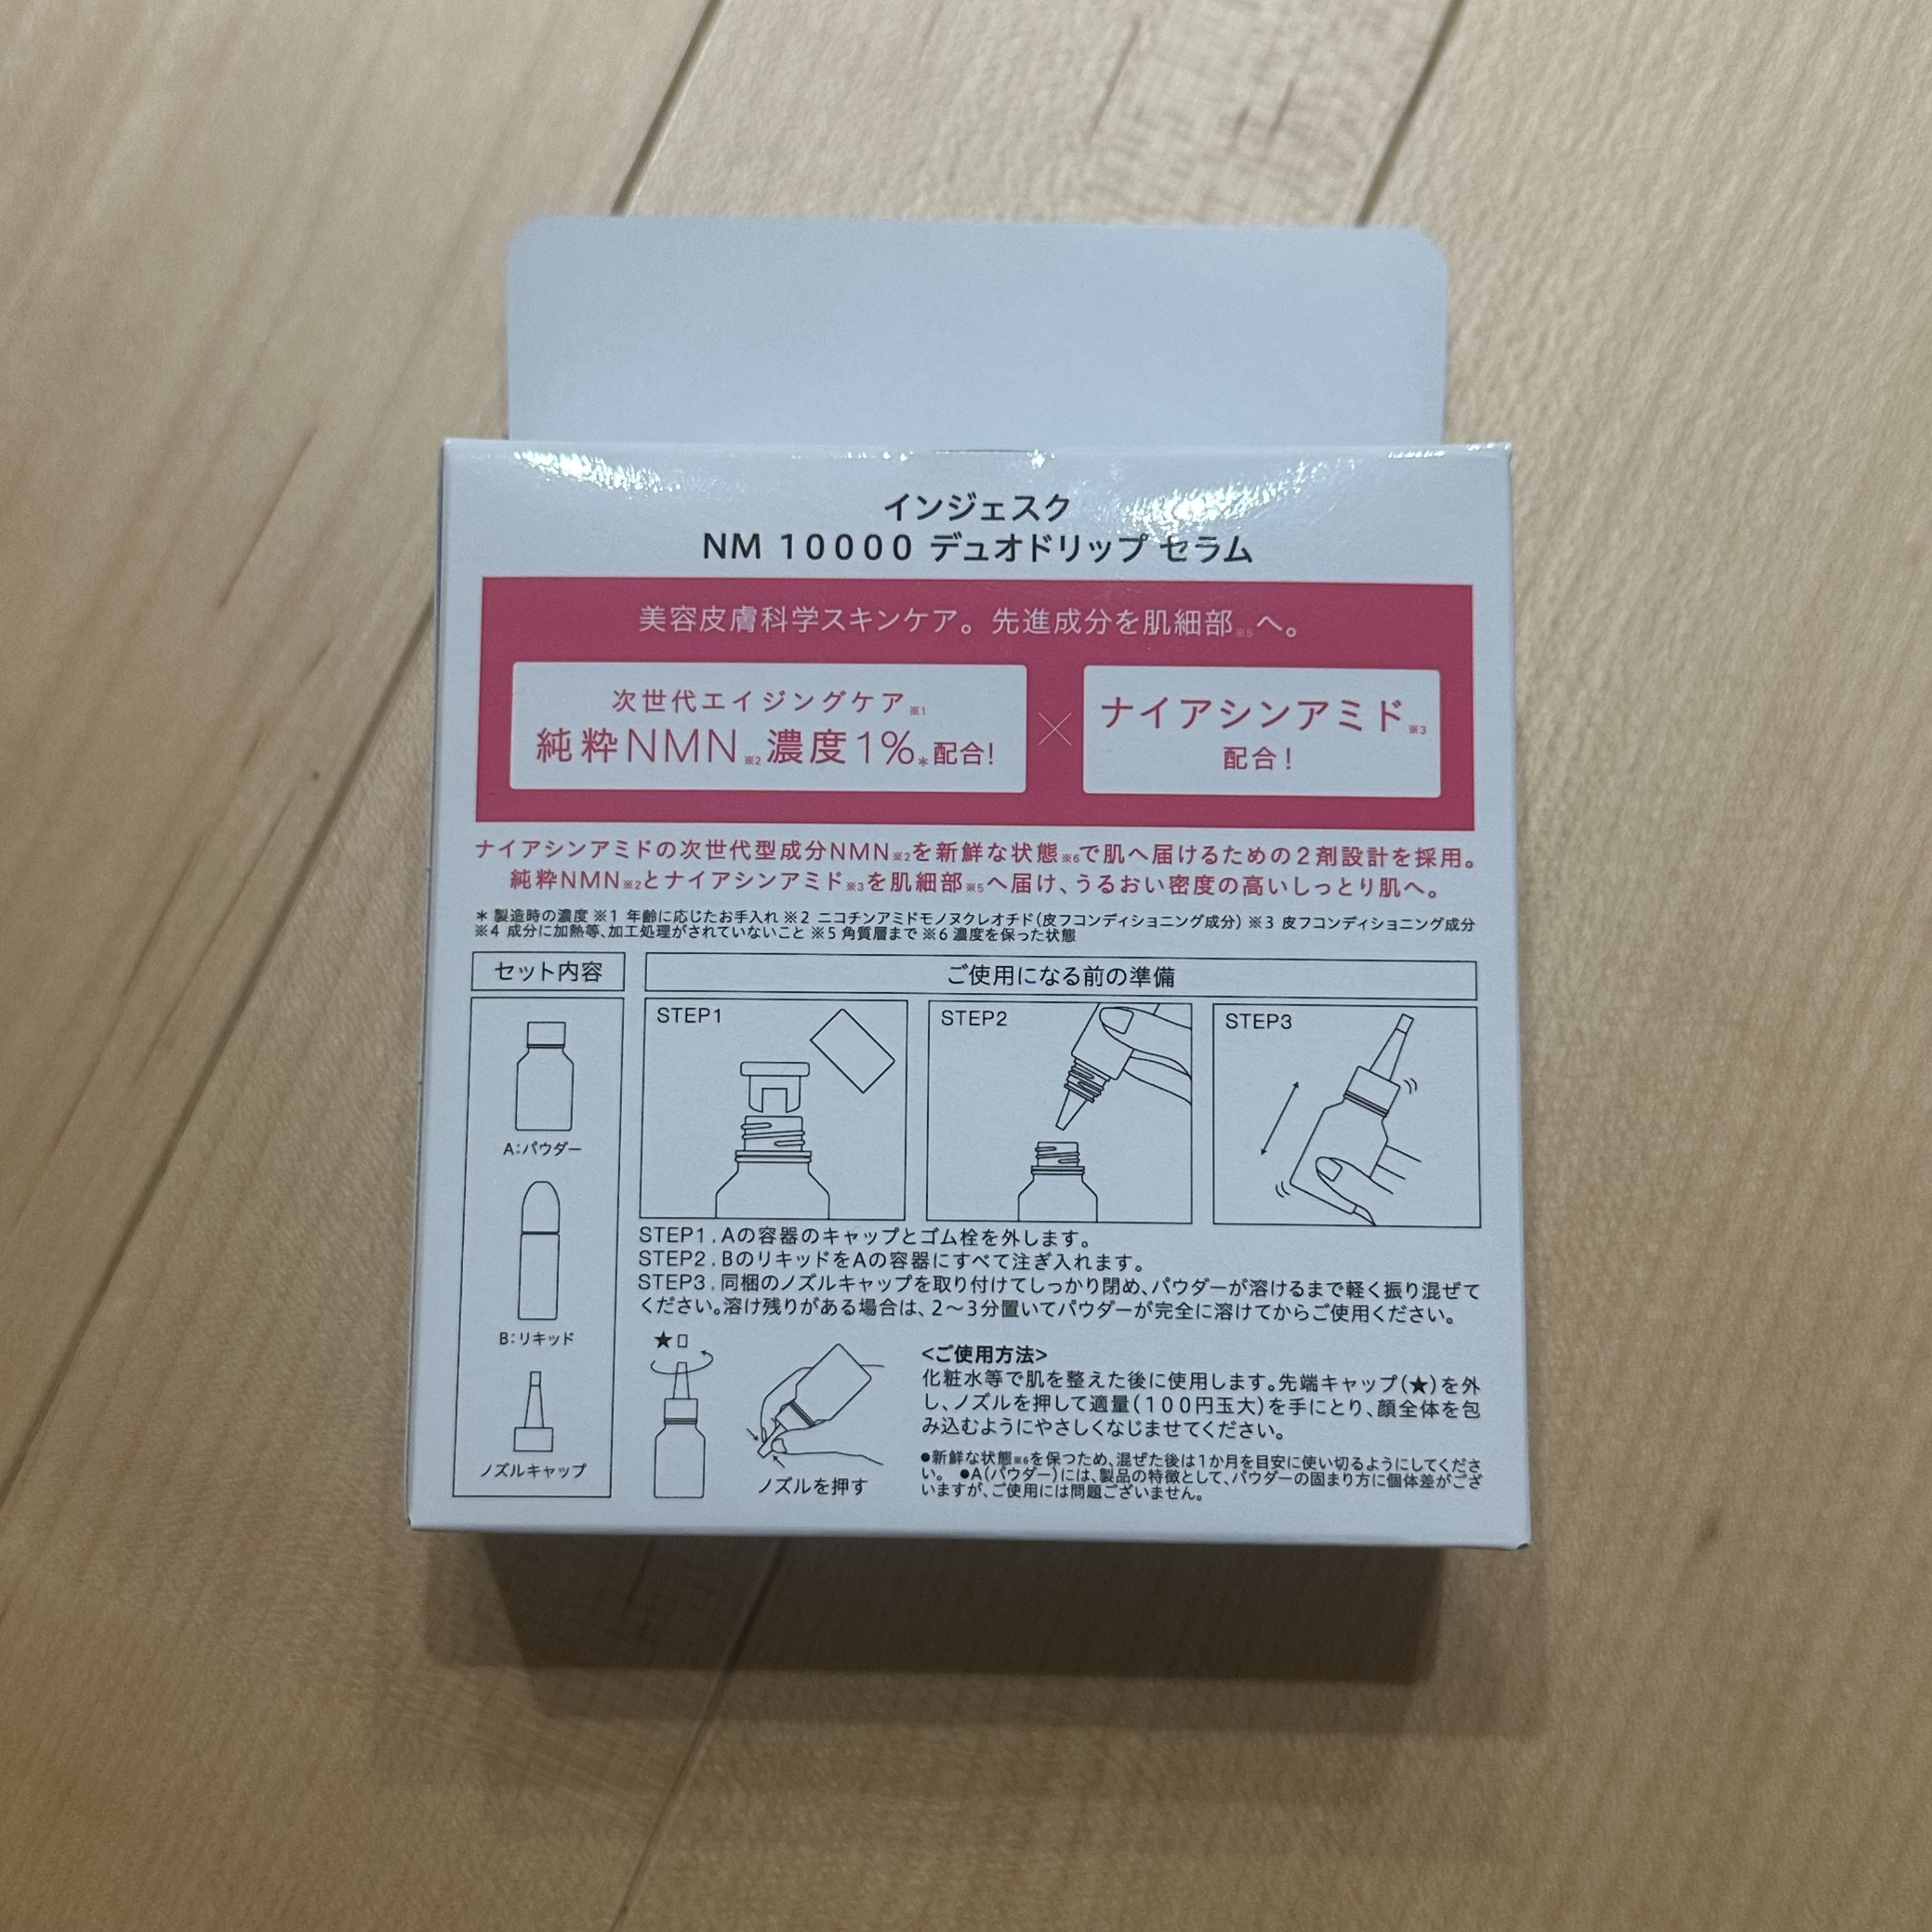 インジェスク
NM 10000 デュオドリップ セラム
美容皮膚科学スキンケア。先進成分を肌細部※5へ。
次世代エイジングケア※1
純粋NMN※2濃度1%*配合!
×
ナイアシンアミド※3
配合!
ナイアシンアミドの次世代型成分NMN※2を新鮮な状態※6で肌へ届けるための2剤設計を採用。
純粋NMN※2とナイアシンアミド※3を肌細部※5へ届け、うるおい密度の高いしっとり肌へ。
* 製造時の濃度 ※1 年齢に応じたお手入れ ※2 ニコチンアミドモノヌクレオチド(皮フコンディショニング成分) ※3 皮フコンディショニング成分
※4 成分に加熱等、加工処理がされていないこと ※5 角質層まで ※6 濃度を保った状態
セット内容
A:パウダー
B:リキッド
ノズルキャップ
ご使用になる前の準備
STEP1
STEP2
STEP3
STEP1.Aの容器のキャップとゴム栓を外します。
STEP2.BのリキッドをAの容器にすべて注ぎ入れます。
STEP3.同梱のノズルキャップを取り付けてしっかり閉め、パウダーが溶けるまで軽く振り混ぜて
ください。溶け残りがある場合は、2〜3分置いてパウダーが完全に溶けてからご使用ください。
★
ノズルを押す
<ご使用方法>
化粧水等で肌を整えた後に使用します。先端キャップ(★)を外
し、ノズルを押して適量(100円玉大)を手にとり、顔全体を包
み込むようにやさしくなじませてください。
●新鮮な状態※6を保つため、混ぜた後は1か月を目安に使い切るようにしてくださ
い。 ●A(パウダー)には、製品の特徴として、パウダーの固まり方に個体差がござ
いますが、ご使用には問題ございません。